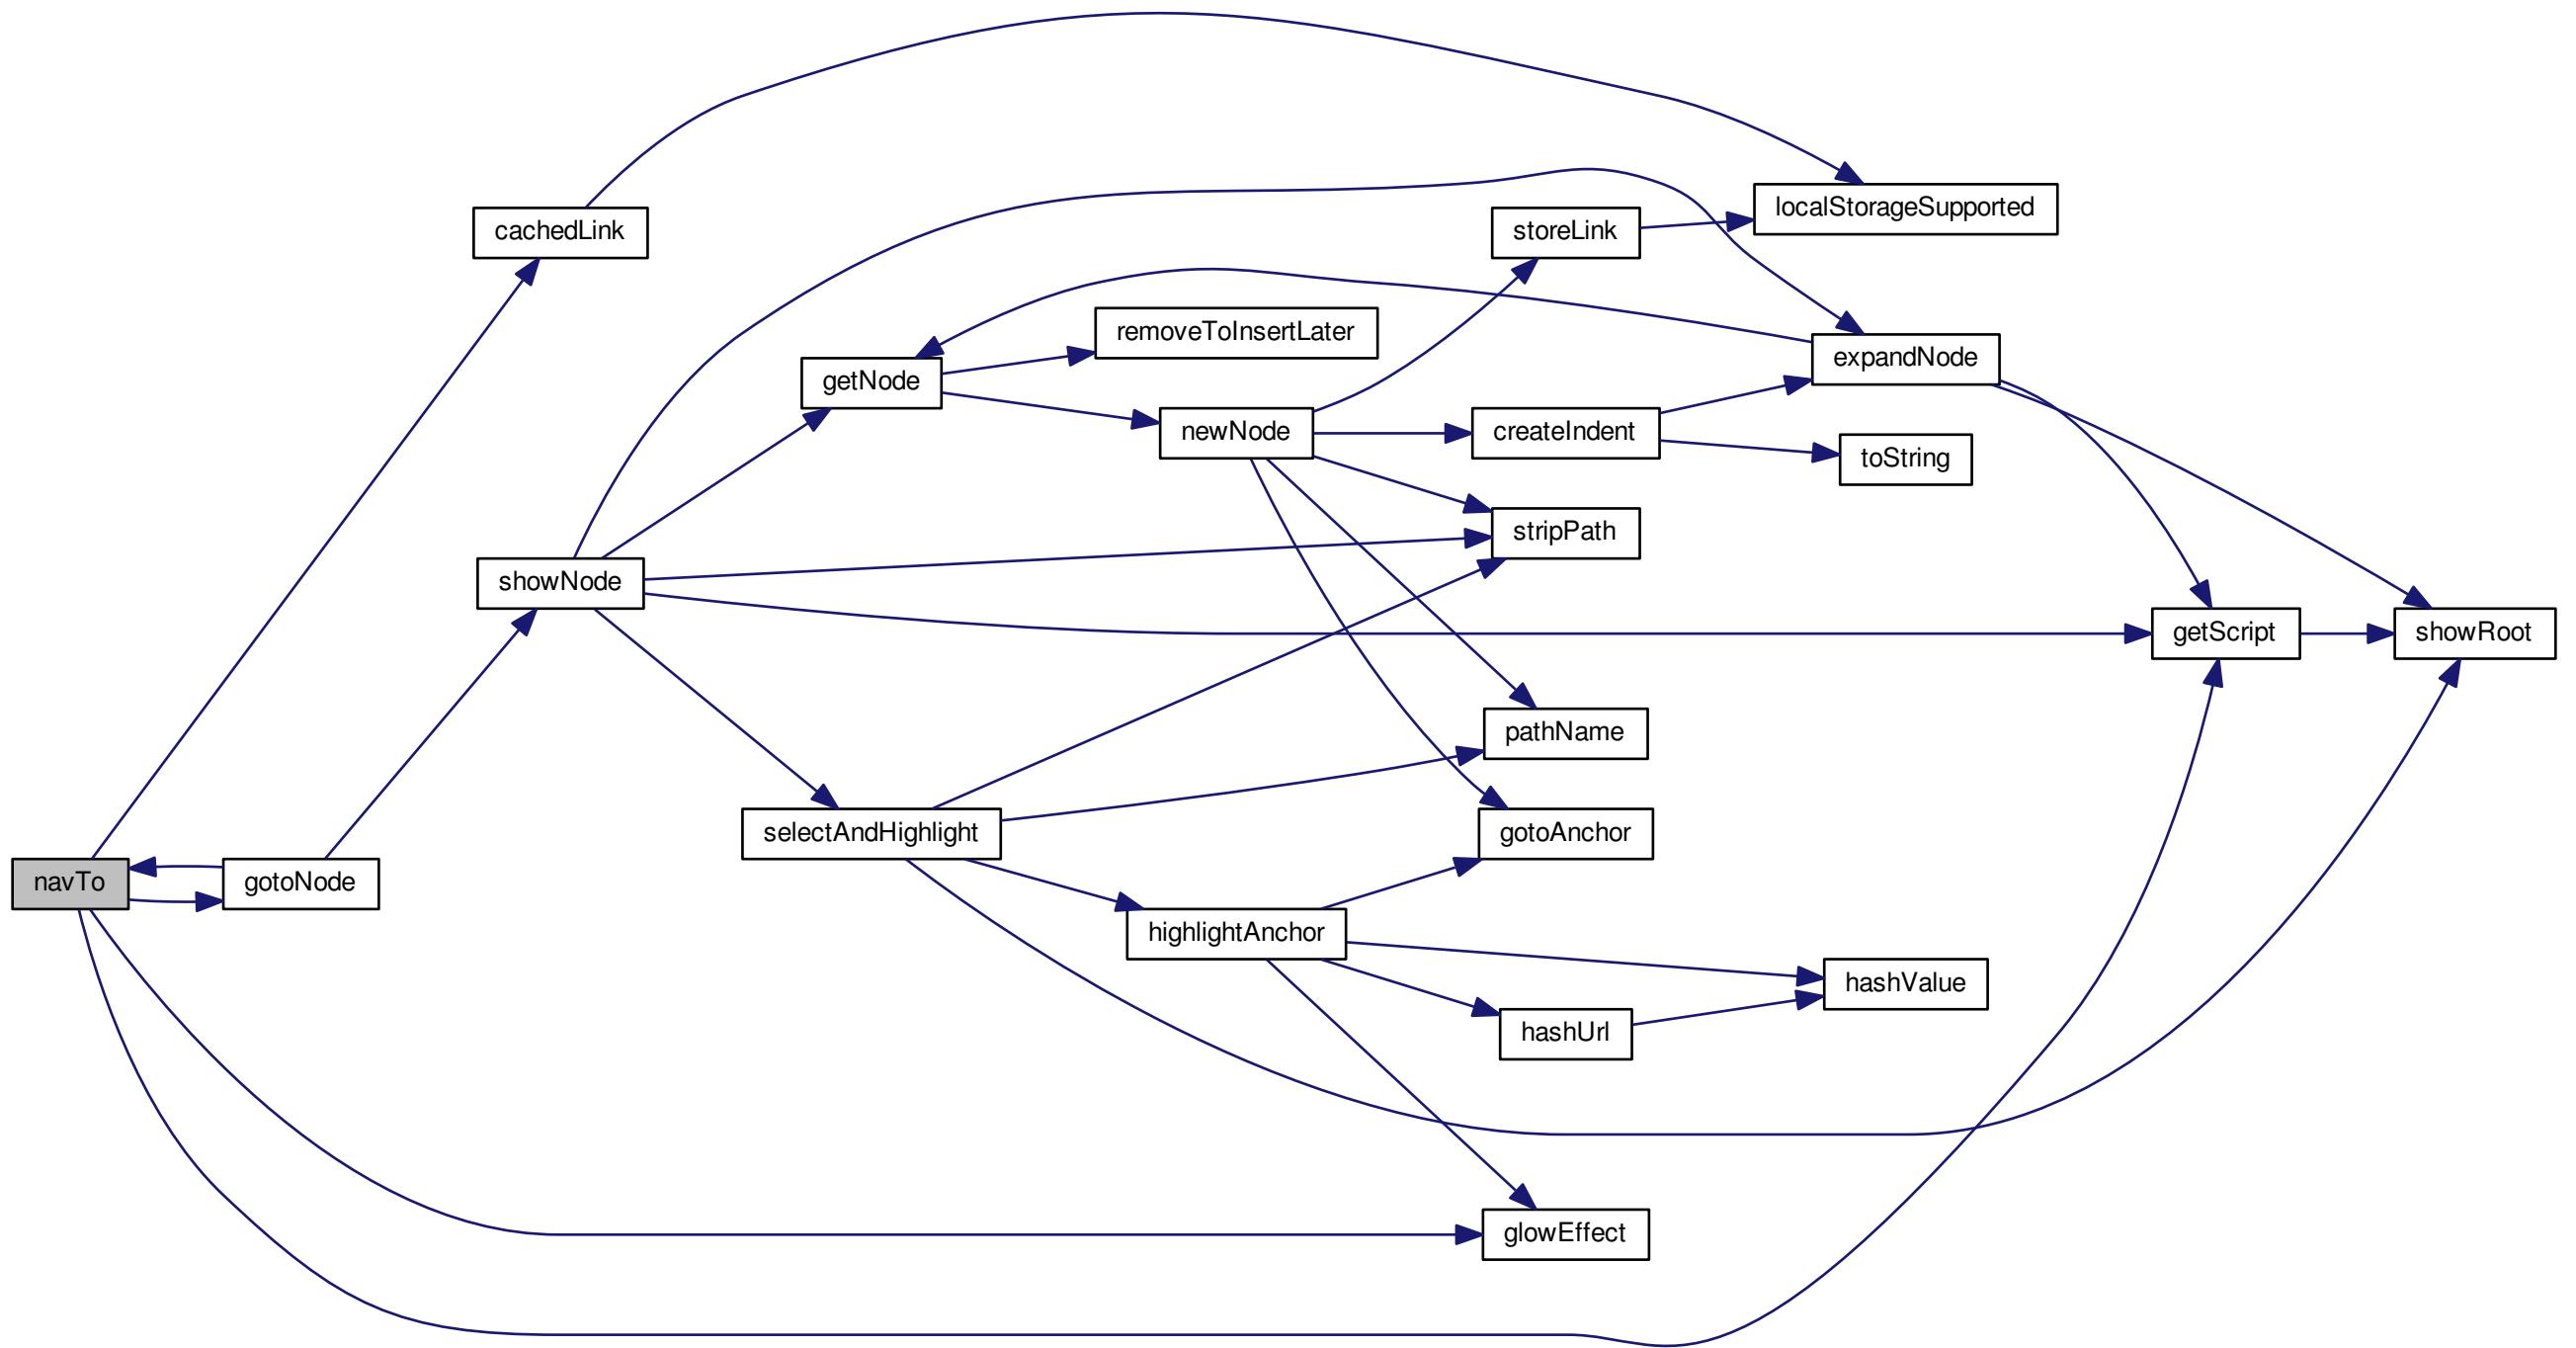 cachedLink
localStorageSupported
storeLink
removeToInsertLater
expandNode
getNode
newNode
createIndent
toString
stripPath
showNode
getScript
showRoot
pathName
selectAndHighlight
gotoAnchor
navTo
gotoNode
highlightAnchor
hashValue
hashUrl
glowEffect